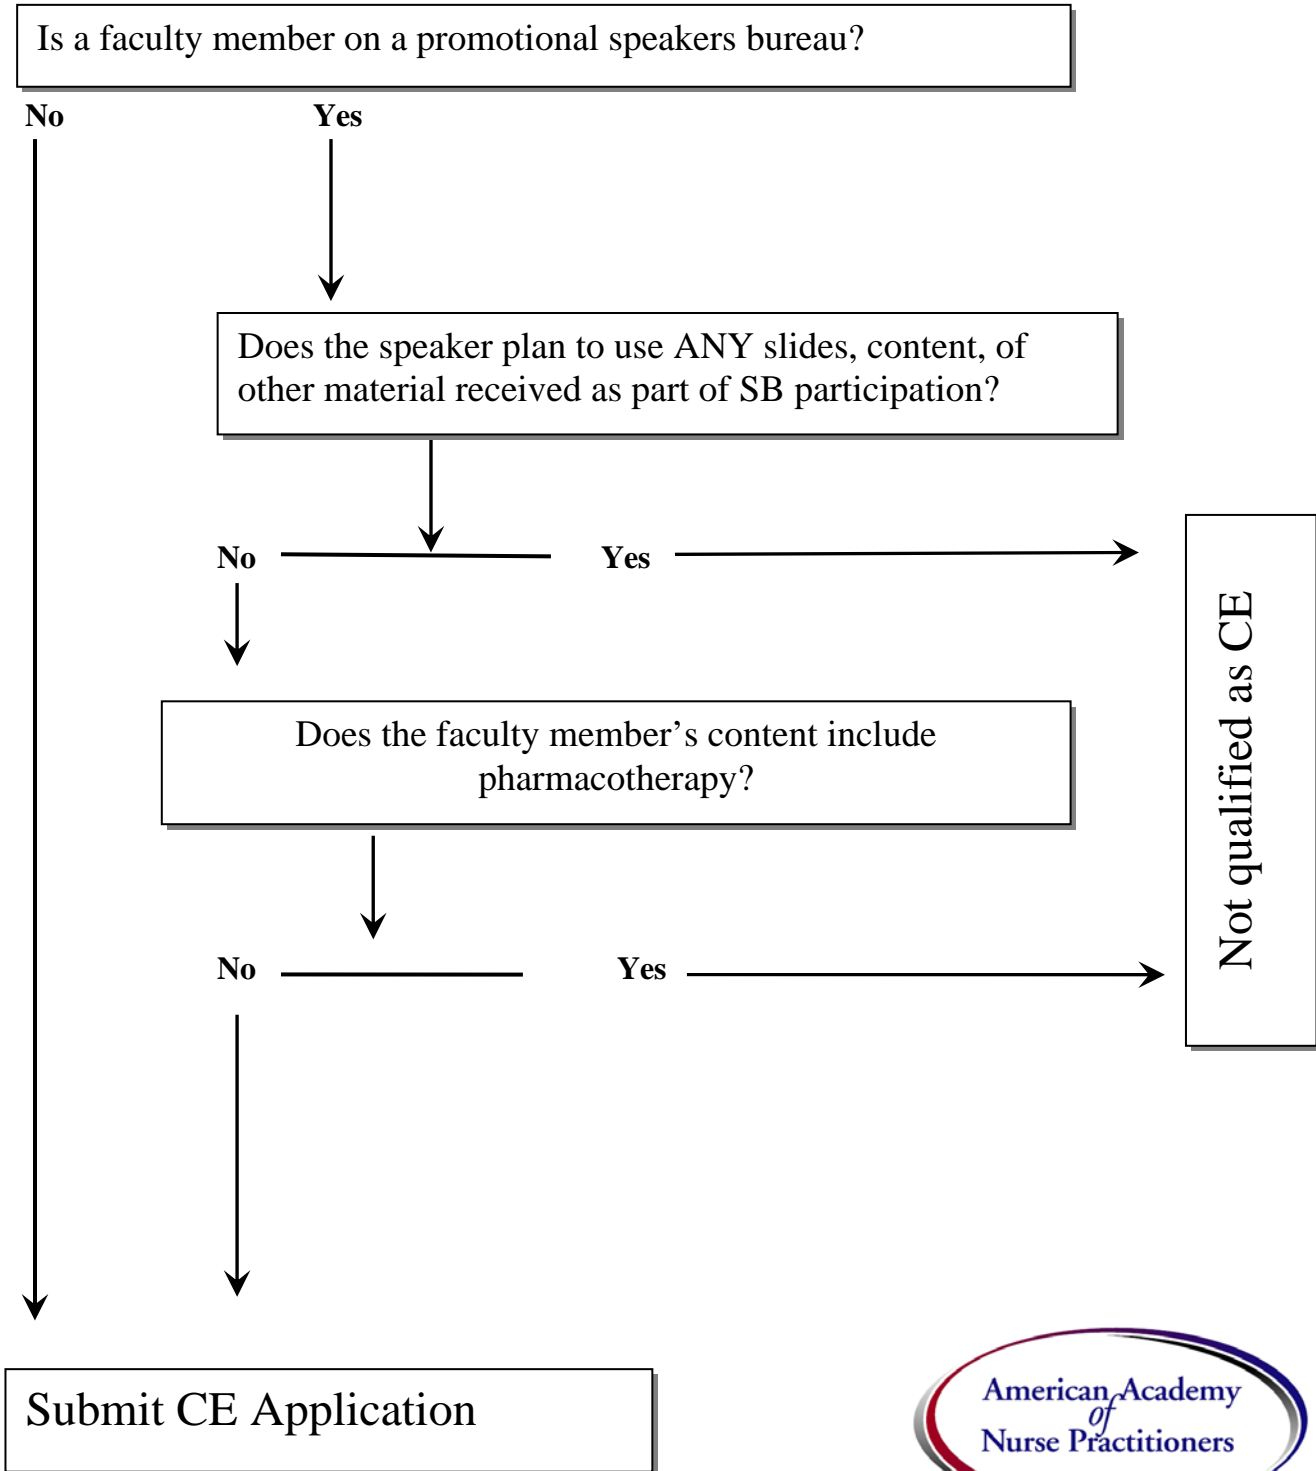 Is a faculty member on a promotional speakers bureau?
No
Yes
Does the speaker plan to use ANY slides, content, of
other material received as part of SB participation?
No
Yes
Not qualified as CE
Does the faculty member’s content include
pharmacotherapy?
No
Yes
Submit CE Application
American Academy
of
Nurse Practitioners